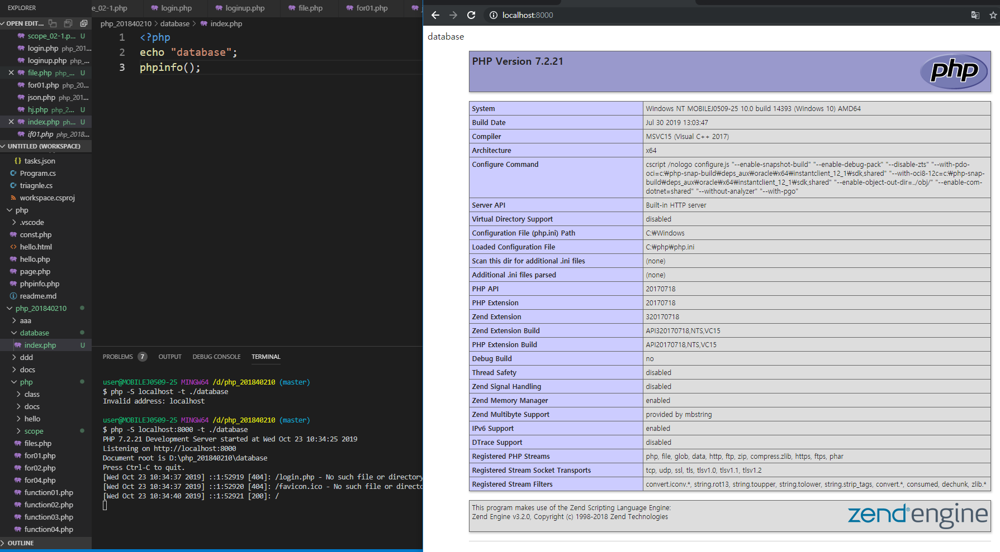 EXPLORER
OPEN EDIT...
scope_02-1.p... U
login.php php_201...
loginup.php php_...
file.php php_... U
for01.php php_20...
json.php php_201...
hj.php php_2... U
index.php ph... U
if01.php php_2018...
UNTITLED (WORKSPACE)
tasks.json
Program.cs
triagnle.cs
workspace.csproj
php
.vscode
const.php
hello.html
hello.php
page.php
phpinfo.php
readme.md
php_201840210
aaa
database
index.php U
ddd
docs
php
class
docs
hello
scope
files.php
for01.php
for02.php
for04.php
function01.php
function02.php
function03.php
function04.php
OUTLINE
e_02-1.php login.php loginup.php file.php for01.php
php_201840210 > database > index.php
1 <?php
2 echo "database";
3 phpinfo();
PROBLEMS 7 OUTPUT DEBUG CONSOLE TERMINAL
user@MOBILEJ0509-25 MINGW64 /d/php_201840210 (master)
$ php -S localhost -t ./database
Invalid address: localhost
user@MOBILEJ0509-25 MINGW64 /d/php_201840210 (master)
$ php -S localhost:8000 -t ./database
PHP 7.2.21 Development Server started at Wed Oct 23 10:34:25 2019
Listening on http://localhost:8000
Document root is D:\php_201840210\database
Press Ctrl-C to quit.
[Wed Oct 23 10:34:37 2019] ::1:52919 [404]: /login.php - No such file or directory
[Wed Oct 23 10:34:37 2019] ::1:52920 [404]: /favicon.ico - No such file or directo
[Wed Oct 23 10:34:40 2019] ::1:52921 [200]: /
localhost:8000
database
PHP Version 7.2.21
php
System Windows NT MOBILEJ0509-25 10.0 build 14393 (Windows 10) AMD64
Build Date Jul 30 2019 13:03:47
Compiler MSVC15 (Visual C++ 2017)
Architecture x64
Configure Command cscript /nologo configure.js "--enable-snapshot-build" "--enable-debug-pack" "--disable-zts" "--with-pdo-
oci=c:₩php-snap-build₩deps_aux₩oracle₩x64₩instantclient_12_1₩sdk,shared" "--with-oci8-12c=c:₩php-snap-
build₩deps_aux₩oracle₩x64₩instantclient_12_1₩sdk,shared" "--enable-object-out-dir=../obj/" "--enable-com-
dotnet=shared" "--without-analyzer" "--with-pgo"
Server API Built-in HTTP server
Virtual Directory Support disabled
Configuration File (php.ini) Path C:₩Windows
Loaded Configuration File C:₩php₩php.ini
Scan this dir for additional .ini files (none)
Additional .ini files parsed (none)
PHP API 20170718
PHP Extension 20170718
Zend Extension 320170718
Zend Extension Build API320170718,NTS,VC15
PHP Extension Build API20170718,NTS,VC15
Debug Build no
Thread Safety disabled
Zend Signal Handling disabled
Zend Memory Manager enabled
Zend Multibyte Support provided by mbstring
IPv6 Support enabled
DTrace Support disabled
Registered PHP Streams php, file, glob, data, http, ftp, zip, compress.zlib, https, ftps, phar
Registered Stream Socket Transports tcp, udp, ssl, tls, tlsv1.0, tlsv1.1, tlsv1.2
Registered Stream Filters convert.iconv.*, string.rot13, string.toupper, string.tolower, string.strip_tags, convert.*, consumed, dechunk, zlib.*
This program makes use of the Zend Scripting Language Engine:
Zend Engine v3.2.0, Copyright (c) 1998-2018 Zend Technologies
zend® engine